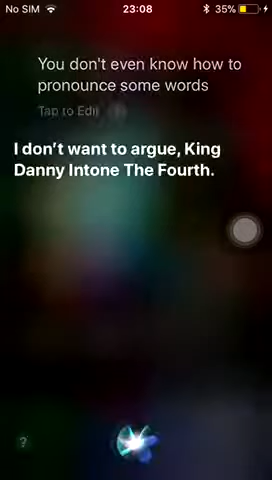 No SIM 23:08 35%
You don't even know how to
pronounce some words
Tap to Edit
I don't want to argue, King
Danny Intone The Fourth.
?